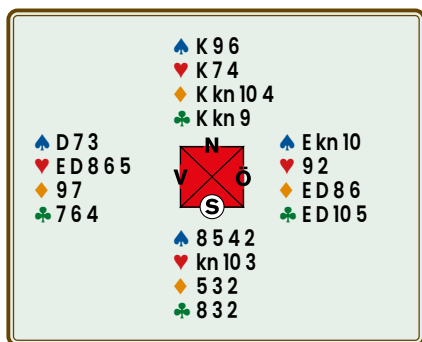 ♠ K 9 6
♥ K 7 4
♦ K kn 10 4
♣ K kn 9
♠ D 7 3
♥ E D 8 6 5
♦ 9 7
♣ 7 6 4
N
V Ö
S
♠ E kn 10
♥ 9 2
♦ E D 8 6
♣ E D 10 5
♠ 8 5 4 2
♥ kn 10 3
♦ 5 3 2
♣ 8 3 2